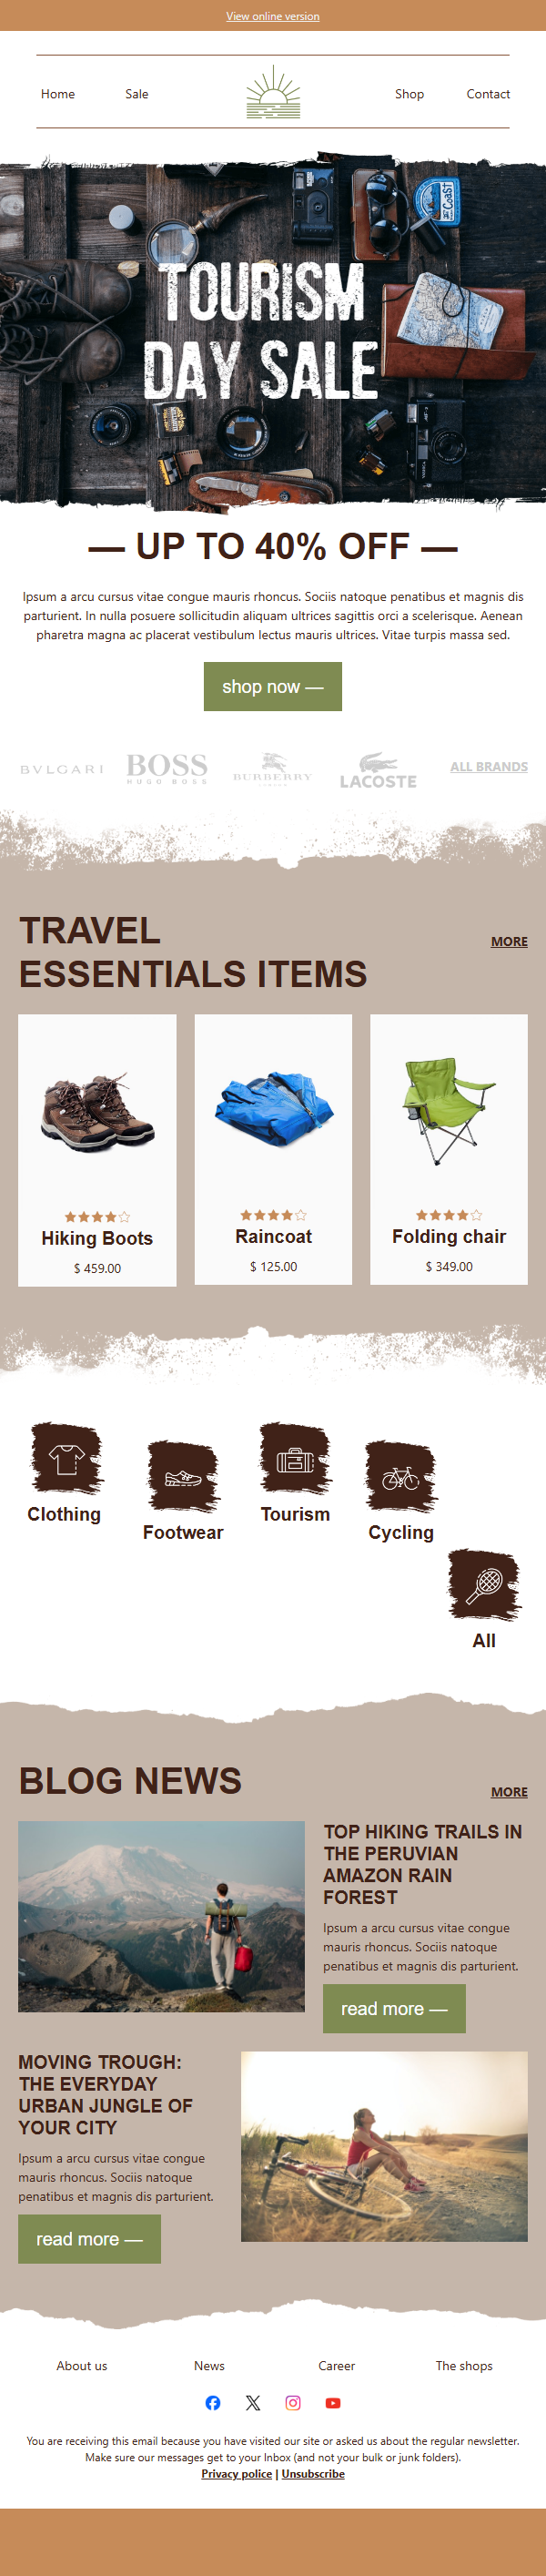 View online version
Home Sale Shop Contact
COAST
TOURISM
DAY SALE
— UP TO 40% OFF —
Ipsum a arcu cursus vitae congue mauris rhoncus. Sociis natoque penatibus et magnis dis
parturient. In nulla posuere sollicitudin aliquam ultrices sagittis orci a scelerisque. Aenean
pharetra magna ac placerat vestibulum lectus mauris ultrices. Vitae turpis massa sed.
shop now —
BVLGARI
BOSS
HUGO BOSS
BURBERRY
LONDON
LACOSTE
ALL BRANDS
TRAVEL
ESSENTIALS ITEMS
MORE
Hiking Boots
$ 459.00
Raincoat
$ 125.00
Folding chair
$ 349.00
Clothing
Footwear
Tourism
Cycling
All
BLOG NEWS
MORE
TOP HIKING TRAILS IN
THE PERUVIAN
AMAZON RAIN
FOREST
Ipsum a arcu cursus vitae congue
mauris rhoncus. Sociis natoque
penatibus et magnis dis parturient.
read more —
MOVING TROUGH:
THE EVERYDAY
URBAN JUNGLE OF
YOUR CITY
Ipsum a arcu cursus vitae congue
mauris rhoncus. Sociis natoque
penatibus et magnis dis parturient.
read more —
About us News Career The shops
You are receiving this email because you have visited our site or asked us about the regular newsletter.
Make sure our messages get to your Inbox (and not your bulk or junk folders).
Privacy police | Unsubscribe